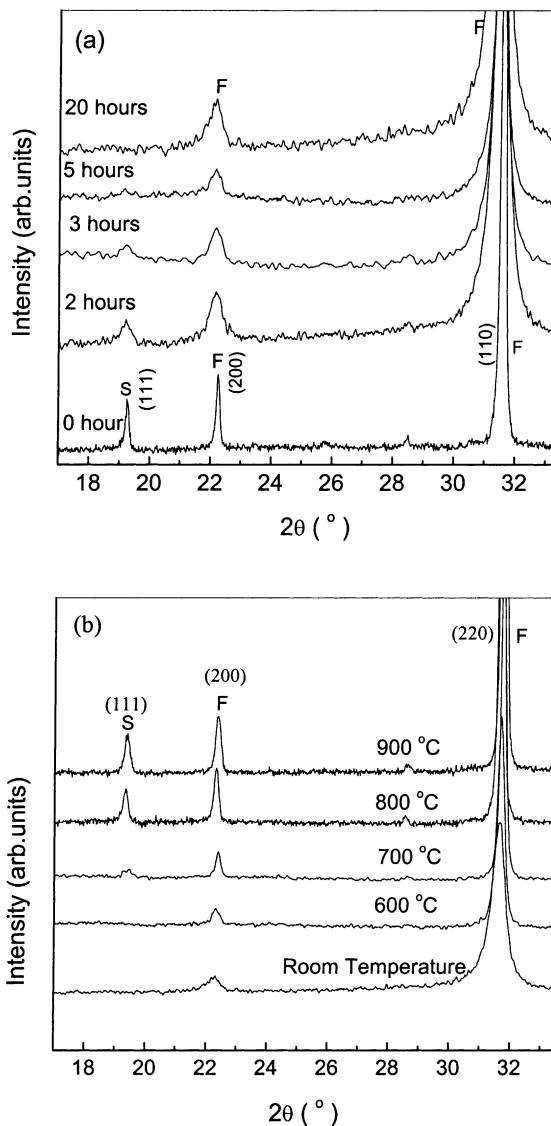 (a)
F
F
20 hours
5 hours
3 hours
2 hours
0 hour
S
(111)
F
(200)
(110)
F
Intensity (arb.units)
18 20 22 24 26 28 30 32
2θ ( ° )
(b)
(220) F
(200)
(111)
F
S
900 °C
800 °C
700 °C
600 °C
Room Temperature
Intensity (arb.units)
18 20 22 24 26 28 30 32
2θ ( ° )